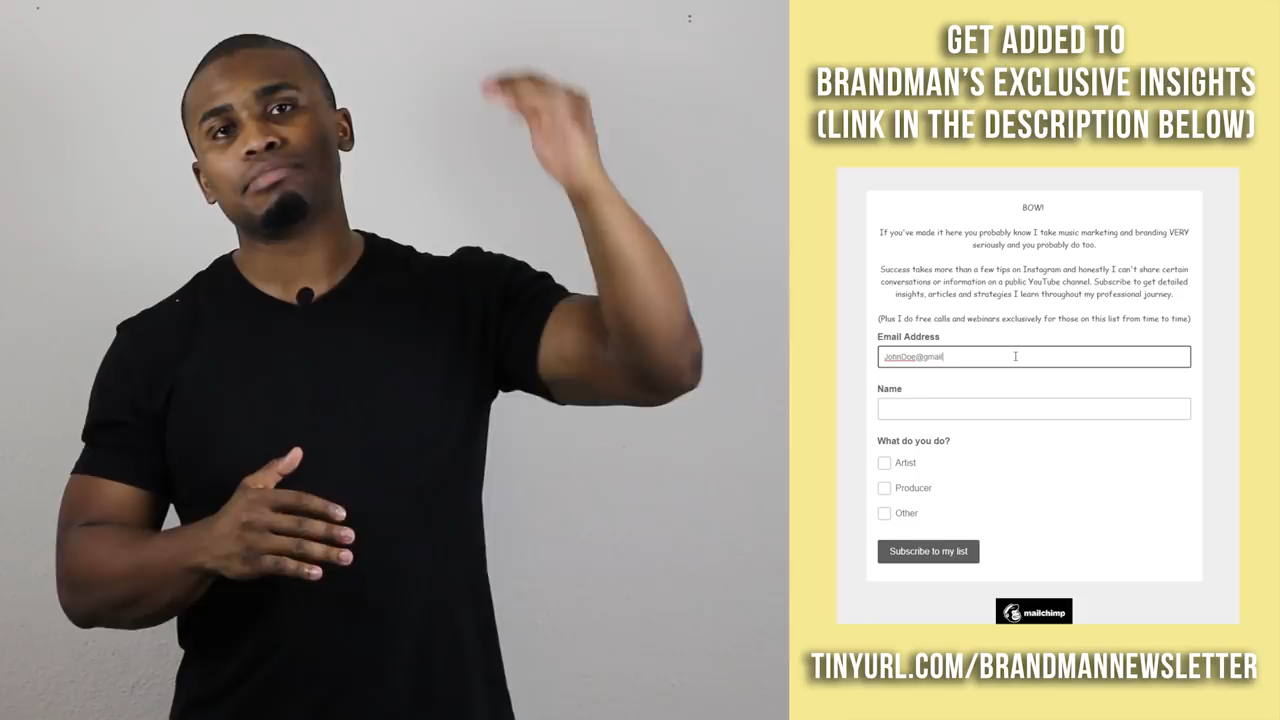 GET ADDED TO
BRANDMAN'S EXCLUSIVE INSIGHTS
(LINK IN THE DESCRIPTION BELOW)
BOW!
If you've made it here you probably know I take music marketing and branding VERY
seriously and you probably do too.
Success takes more than a few tips on Instagram and honestly I can't share certain
conversations or information on a public YouTube channel. Subscribe to get detailed
insights, articles and strategies I learn throughout my professional journey.
(Plus I do free calls and webinars exclusively for those on this list from time to time)
Email Address
JohnDoe@gmail
Name
What do you do?
Artist
Producer
Other
Subscribe to my list
mailchimp
TINYURL.COM/BRANDMANNEWSLETTER